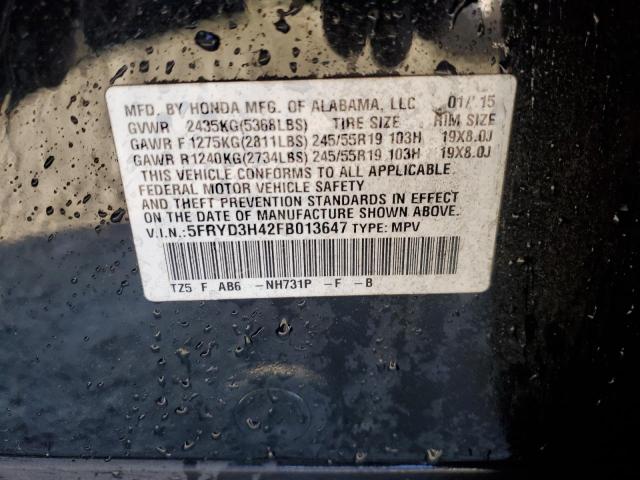 MFD. BY HONDA MFG. OF ALABAMA, LLC 01/'15
GVWR 2435KG(5368LBS) TIRE SIZE RIM SIZE
GAWR F 1275KG(2811LBS) 245/55R19 103H 19X8.0J
GAWR R 1240KG(2734LBS) 245/55R19 103H 19X8.0J
THIS VEHICLE CONFORMS TO ALL APPLICABLE
FEDERAL MOTOR VEHICLE SAFETY
AND THEFT PREVENTION STANDARDS IN EFFECT
ON THE DATE OF MANUFACTURE SHOWN ABOVE.
V.I.N.: 5FRYD3H42FB013647 TYPE: MPV
TZ5 F AB6 -NH731P -F -B